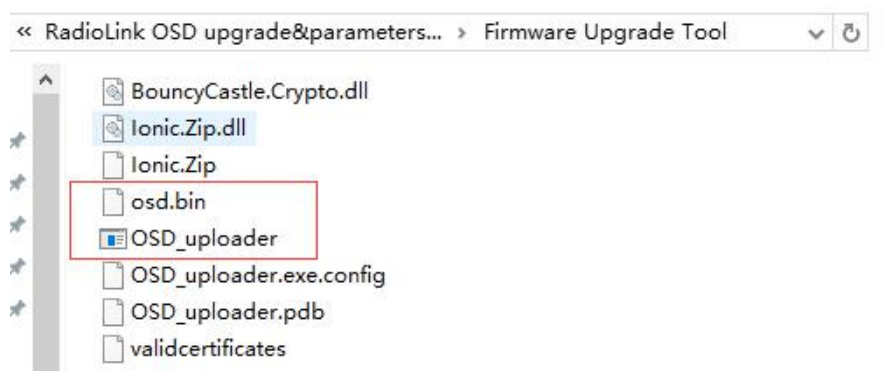 « RadioLink OSD upgrade&parameters... > Firmware Upgrade Tool
BouncyCastle.Crypto.dll
Ionic.Zip.dll
Ionic.Zip
osd.bin
OSD_uploader
OSD_uploader.exe.config
OSD_uploader.pdb
validcertificates